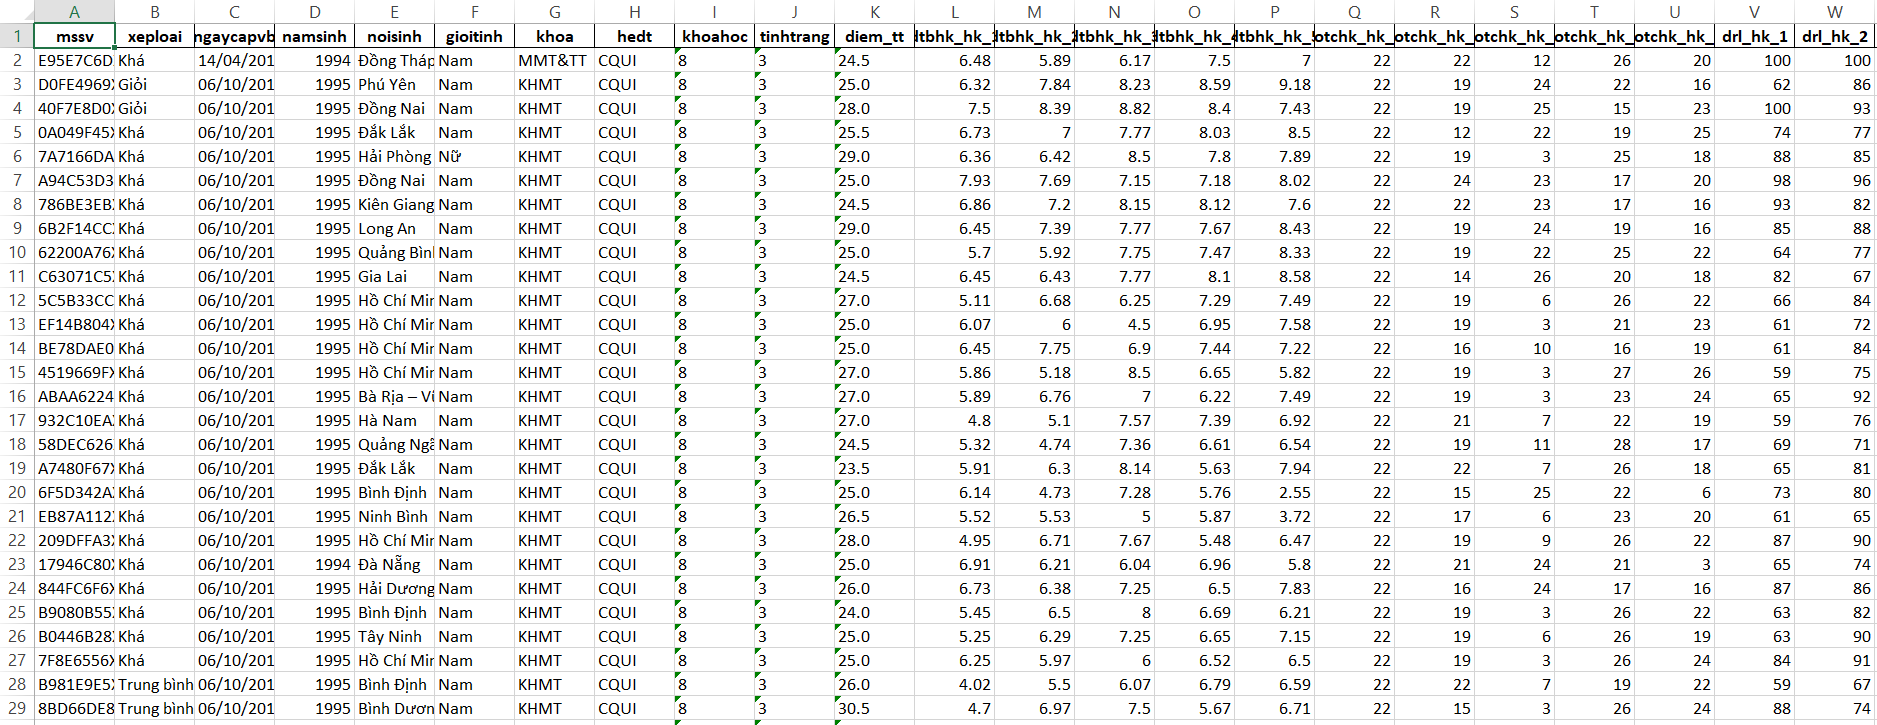 A B C D E F G H I J K L M N O P Q R S T U V W
1 mssv xeploai ngaycapvb namsinh noisinh gioitinh khoa hedt khoahoc tinhtrang diem_tt dtbhk_hk_1 dtbhk_hk_2 dtbhk_hk_3 dtbhk_hk_4 dtbhk_hk_5 otchk_hk_ otchk_hk_ otchk_hk_ otchk_hk_ otchk_hk_ drl_hk_1 drl_hk_2
2 E95E7C6D Khá 14/04/201 1994 Đồng Tháp Nam MMT&TT CQUI 8 3 24.5 6.48 5.89 6.17 7.5 7 22 22 12 26 20 100 100
3 D0FE4969X Giỏi 06/10/201 1995 Phú Yên Nam KHMT CQUI 8 3 25.0 6.32 7.84 8.23 8.59 9.18 22 19 24 22 16 62 86
4 40F7E8D0X Giỏi 06/10/201 1995 Đồng Nai Nam KHMT CQUI 8 3 28.0 7.5 8.39 8.82 8.4 7.43 22 19 25 15 23 100 93
5 0A049F45X Khá 06/10/201 1995 Đắk Lắk Nam KHMT CQUI 8 3 25.5 6.73 7 7.77 8.03 8.5 22 12 22 19 25 74 77
6 7A7166DA Khá 06/10/201 1995 Hải Phòng Nữ KHMT CQUI 8 3 29.0 6.36 6.42 8.5 7.8 7.89 22 19 3 25 18 88 85
7 A94C53D3 Khá 06/10/201 1995 Đồng Nai Nam KHMT CQUI 8 3 25.0 7.93 7.69 7.15 7.18 8.02 22 24 23 17 20 98 96
8 786BE3EB Khá 06/10/201 1995 Kiên Giang Nam KHMT CQUI 8 3 24.5 6.86 7.2 8.15 8.12 7.6 22 22 23 17 16 93 82
9 6B2F14CC Khá 06/10/201 1995 Long An Nam KHMT CQUI 8 3 29.0 6.45 7.39 7.77 7.67 8.43 22 19 24 19 16 85 88
10 62200A76X Khá 06/10/201 1995 Quảng Bìn Nam KHMT CQUI 8 3 25.0 5.7 5.92 7.75 7.47 8.33 22 19 22 25 22 64 77
11 C63071C5X Khá 06/10/201 1995 Gia Lai Nam KHMT CQUI 8 3 24.5 6.45 6.43 7.77 8.1 8.58 22 14 26 20 18 82 67
12 5C5B33CC Khá 06/10/201 1995 Hồ Chí Min Nam KHMT CQUI 8 3 27.0 5.11 6.68 6.25 7.29 7.49 22 19 6 26 22 66 84
13 EF14B804X Khá 06/10/201 1995 Hồ Chí Min Nam KHMT CQUI 8 3 25.0 6.07 6 4.5 6.95 7.58 22 19 3 21 23 61 72
14 BE78DAE0 Khá 06/10/201 1995 Hồ Chí Min Nam KHMT CQUI 8 3 25.0 6.45 7.75 6.9 7.44 7.22 22 16 10 16 19 61 84
15 4519669FX Khá 06/10/201 1995 Hồ Chí Min Nam KHMT CQUI 8 3 27.0 5.86 5.18 8.5 6.65 5.82 22 19 3 27 26 59 75
16 ABAA6224 Khá 06/10/201 1995 Bà Rịa – Vũ Nam KHMT CQUI 8 3 27.0 5.89 6.76 7 6.22 7.49 22 19 3 23 24 65 92
17 932C10EAX Khá 06/10/201 1995 Hà Nam Nam KHMT CQUI 8 3 27.0 4.8 5.1 7.57 7.39 6.92 22 21 7 22 19 59 76
18 58DEC626 Khá 06/10/201 1995 Quảng Ngã Nam KHMT CQUI 8 3 24.5 5.32 4.74 7.36 6.61 6.54 22 19 11 28 17 69 71
19 A7480F67X Khá 06/10/201 1995 Đắk Lắk Nam KHMT CQUI 8 3 23.5 5.91 6.3 8.14 5.63 7.94 22 22 7 26 18 65 81
20 6F5D342AX Khá 06/10/201 1995 Bình Định Nam KHMT CQUI 8 3 25.0 6.14 4.73 7.28 5.76 2.55 22 15 25 22 6 73 80
21 EB87A112X Khá 06/10/201 1995 Ninh Bình Nam KHMT CQUI 8 3 26.5 5.52 5.53 5 5.87 3.72 22 17 6 23 20 61 65
22 209DFFA3X Khá 06/10/201 1995 Hồ Chí Min Nam KHMT CQUI 8 3 28.0 4.95 6.71 7.67 5.48 6.47 22 19 9 26 22 87 90
23 17946C80X Khá 06/10/201 1994 Đà Nẵng Nam KHMT CQUI 8 3 25.0 6.91 6.21 6.04 6.96 5.8 22 21 24 21 3 65 74
24 844FC6F6X Khá 06/10/201 1995 Hải Dương Nam KHMT CQUI 8 3 26.0 6.73 6.38 7.25 6.5 7.83 22 16 24 17 16 87 86
25 B9080B55X Khá 06/10/201 1995 Bình Định Nam KHMT CQUI 8 3 24.0 5.45 6.5 8 6.69 6.21 22 19 3 26 22 63 82
26 B0446B28X Khá 06/10/201 1995 Tây Ninh Nam KHMT CQUI 8 3 25.0 5.25 6.29 7.25 6.65 7.15 22 19 6 26 19 63 90
27 7F8E6556X Khá 06/10/201 1995 Hồ Chí Min Nam KHMT CQUI 8 3 25.0 6.25 5.97 6 6.52 6.5 22 19 3 26 24 84 91
28 B981E9E5X Trung bình 06/10/201 1995 Bình Định Nam KHMT CQUI 8 3 26.0 4.02 5.5 6.07 6.79 6.59 22 22 7 19 22 59 67
29 8BD66DE8 Trung bình 06/10/201 1995 Bình Dươn Nam KHMT CQUI 8 3 30.5 4.7 6.97 7.5 5.67 6.71 22 15 3 26 24 88 74